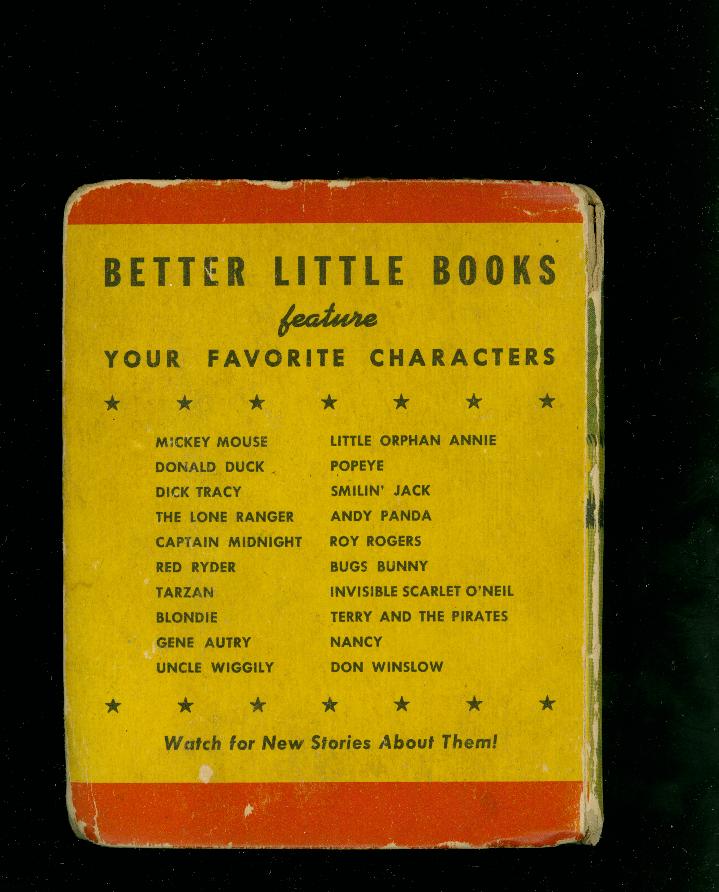 BETTER LITTLE BOOKS
feature
YOUR FAVORITE CHARACTERS
MICKEY MOUSE
DONALD DUCK
DICK TRACY
THE LONE RANGER
CAPTAIN MIDNIGHT
RED RYDER
TARZAN
BLONDIE
GENE AUTRY
UNCLE WIGGILY
LITTLE ORPHAN ANNIE
POPEYE
SMILIN' JACK
ANDY PANDA
ROY ROGERS
BUGS BUNNY
INVISIBLE SCARLET O'NEIL
TERRY AND THE PIRATES
NANCY
DON WINSLOW
Watch for New Stories About Them!